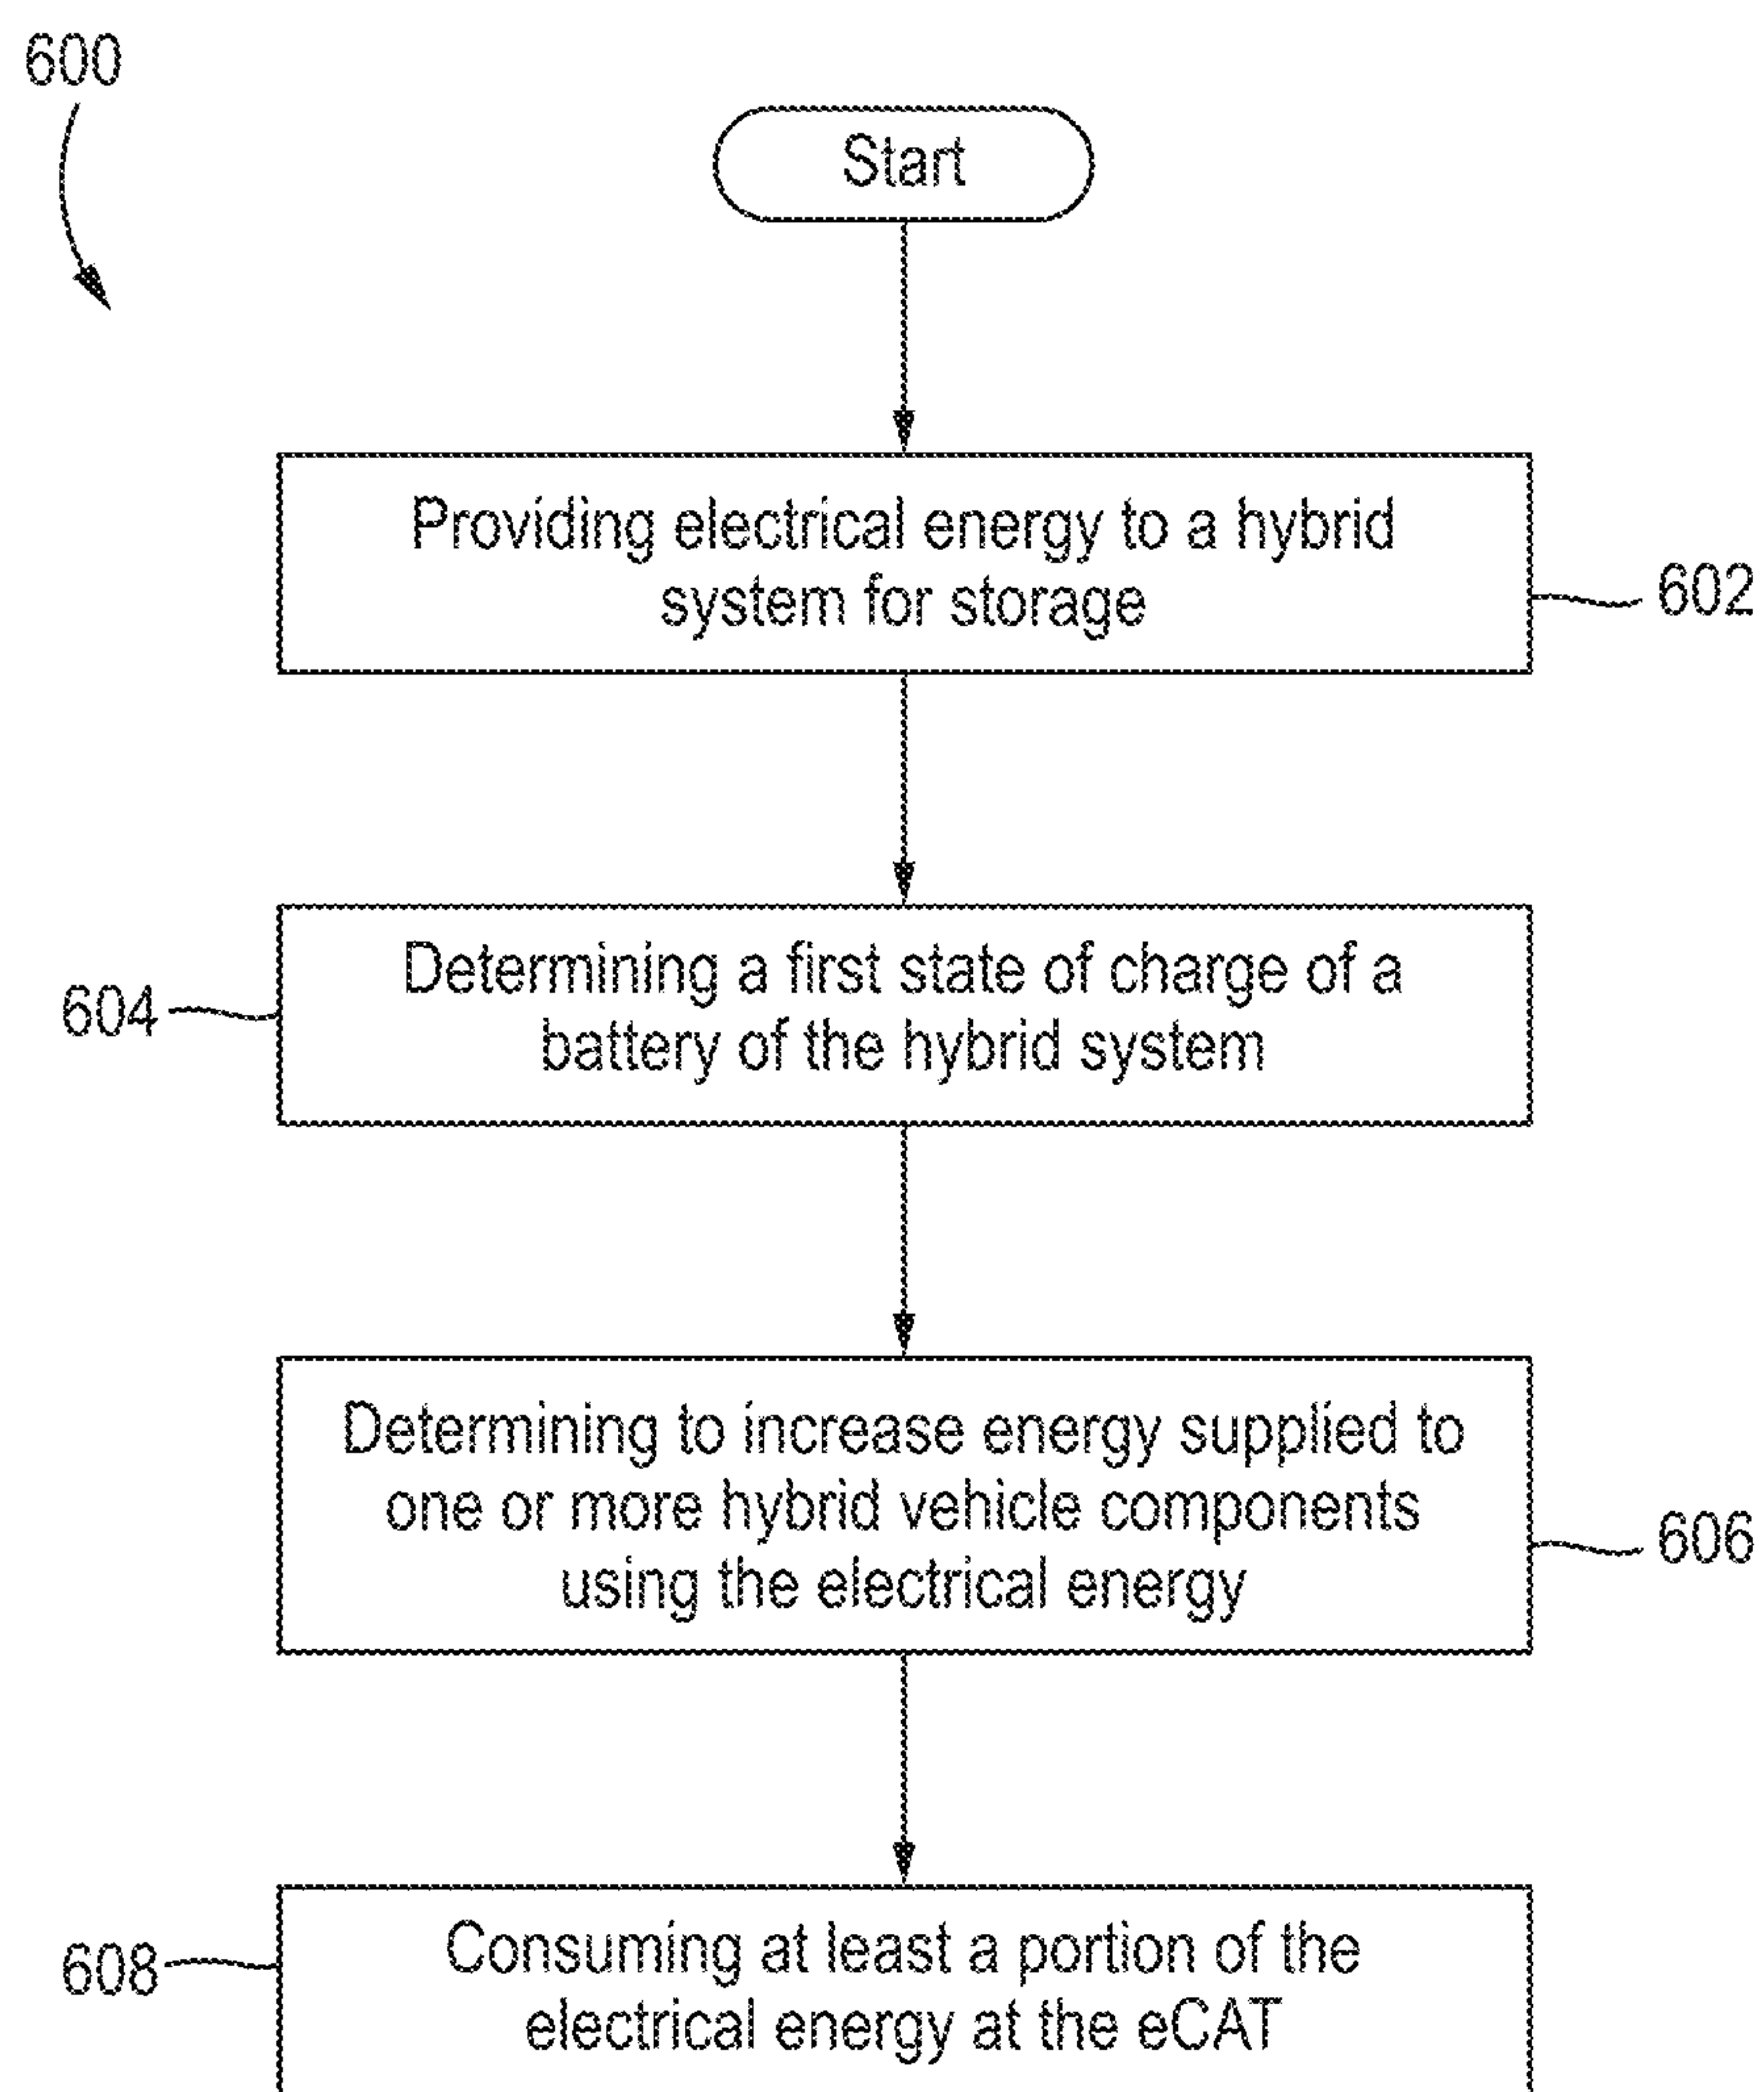 600
Start
Providing electrical energy to a hybrid
system for storage
602
Determining a first state of charge of a
battery of the hybrid system
604
Determining to increase energy supplied to
one or more hybrid vehicle components
using the electrical energy
606
Consuming at least a portion of the
electrical energy at the eCAT
608